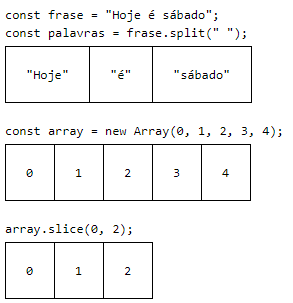 const frase = "Hoje é sábado";
const palavras = frase.split(" ");
"Hoje" "é" "sábado"
const array = new Array(0, 1, 2, 3, 4);
0 1 2 3 4
array.slice(0, 2);
0 1 2